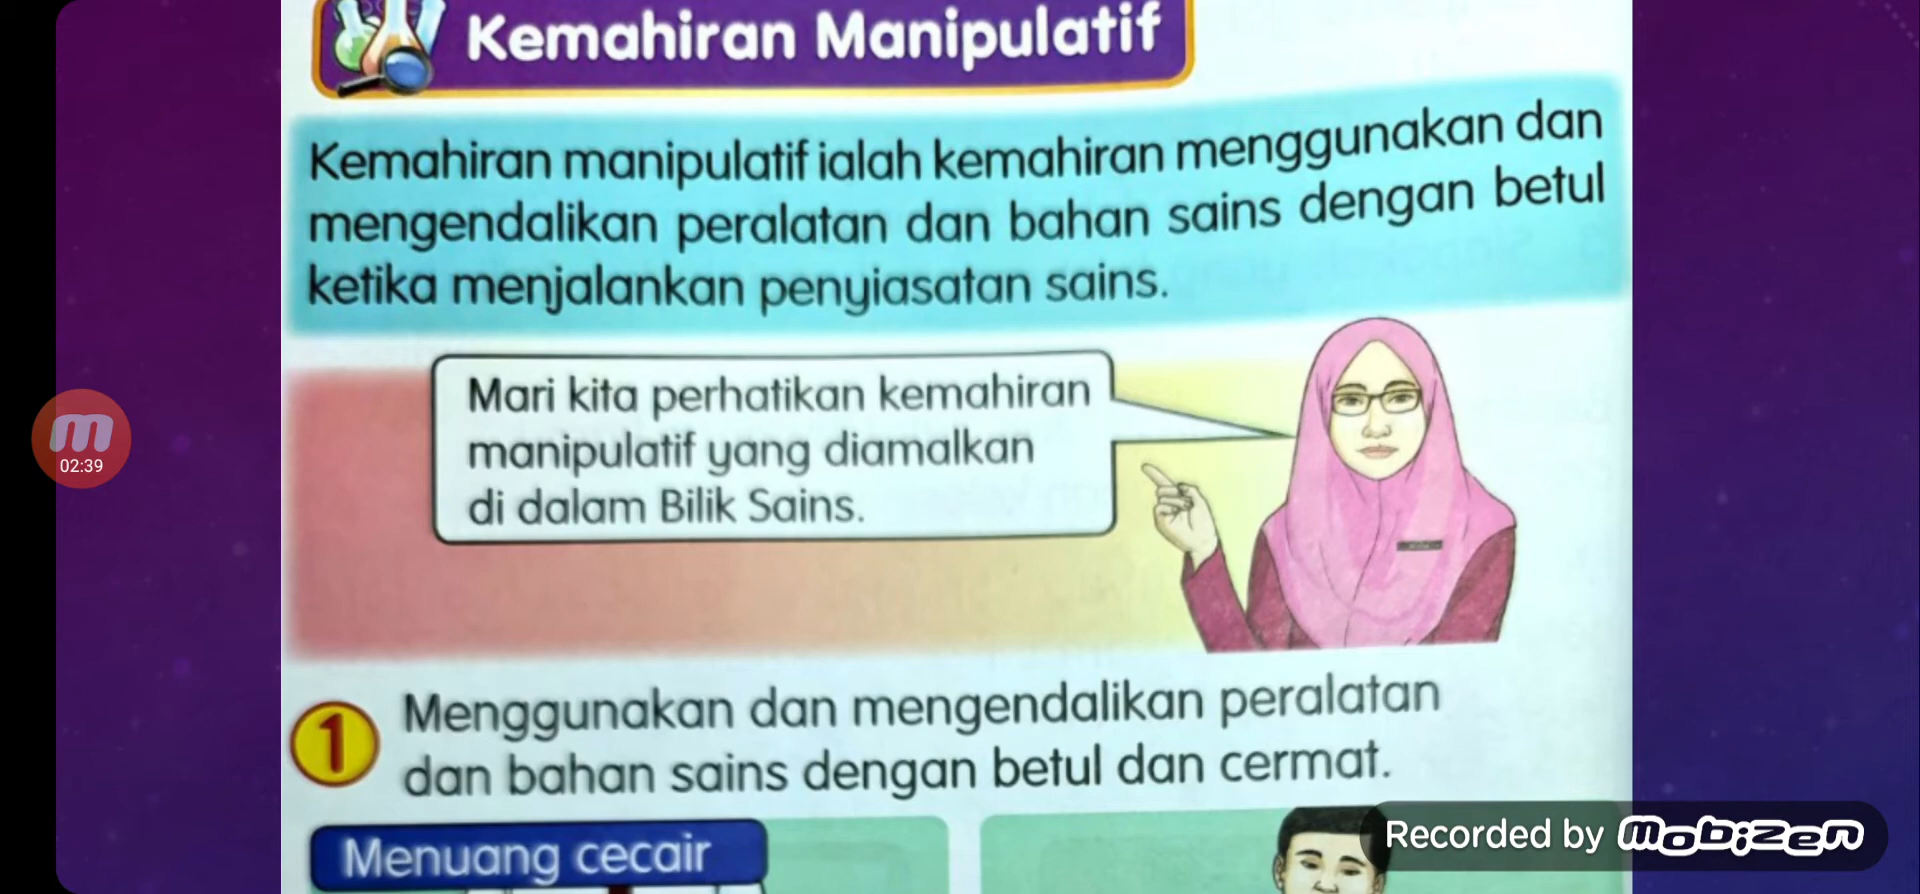 Kemahiran Manipulatif
Kemahiran manipulatif ialah kemahiran menggunakan dan
mengendalikan peralatan dan bahan sains dengan betul
ketika menjalankan penyiasatan sains.
Mari kita perhatikan kemahiran
manipulatif yang diamalkan
di dalam Bilik Sains.
02:39
1 Menggunakan dan mengendalikan peralatan
dan bahan sains dengan betul dan cermat.
Menuang cecair
Recorded by mobizen